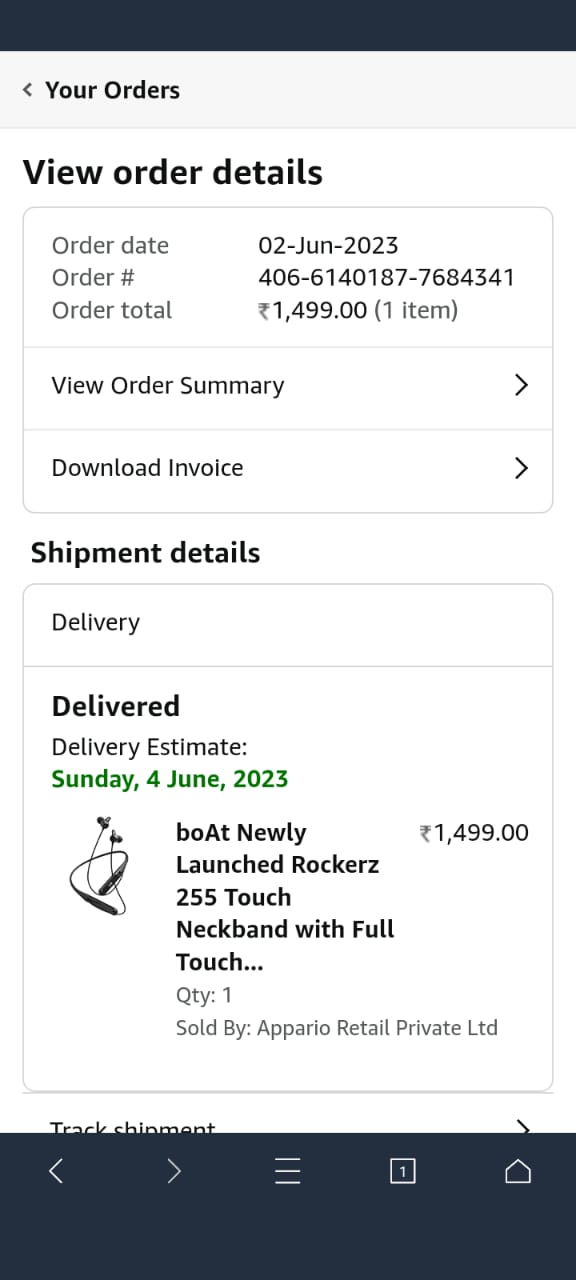 Your Orders
View order details
Order date 02-Jun-2023
Order # 406-6140187-7684341
Order total ₹1,499.00 (1 item)
View Order Summary
Download Invoice
Shipment details
Delivery
Delivered
Delivery Estimate:
Sunday, 4 June, 2023
boAt Newly ₹1,499.00
Launched Rockerz
255 Touch
Neckband with Full
Touch...
Qty: 1
Sold By: Appario Retail Private Ltd
Track shipment
1